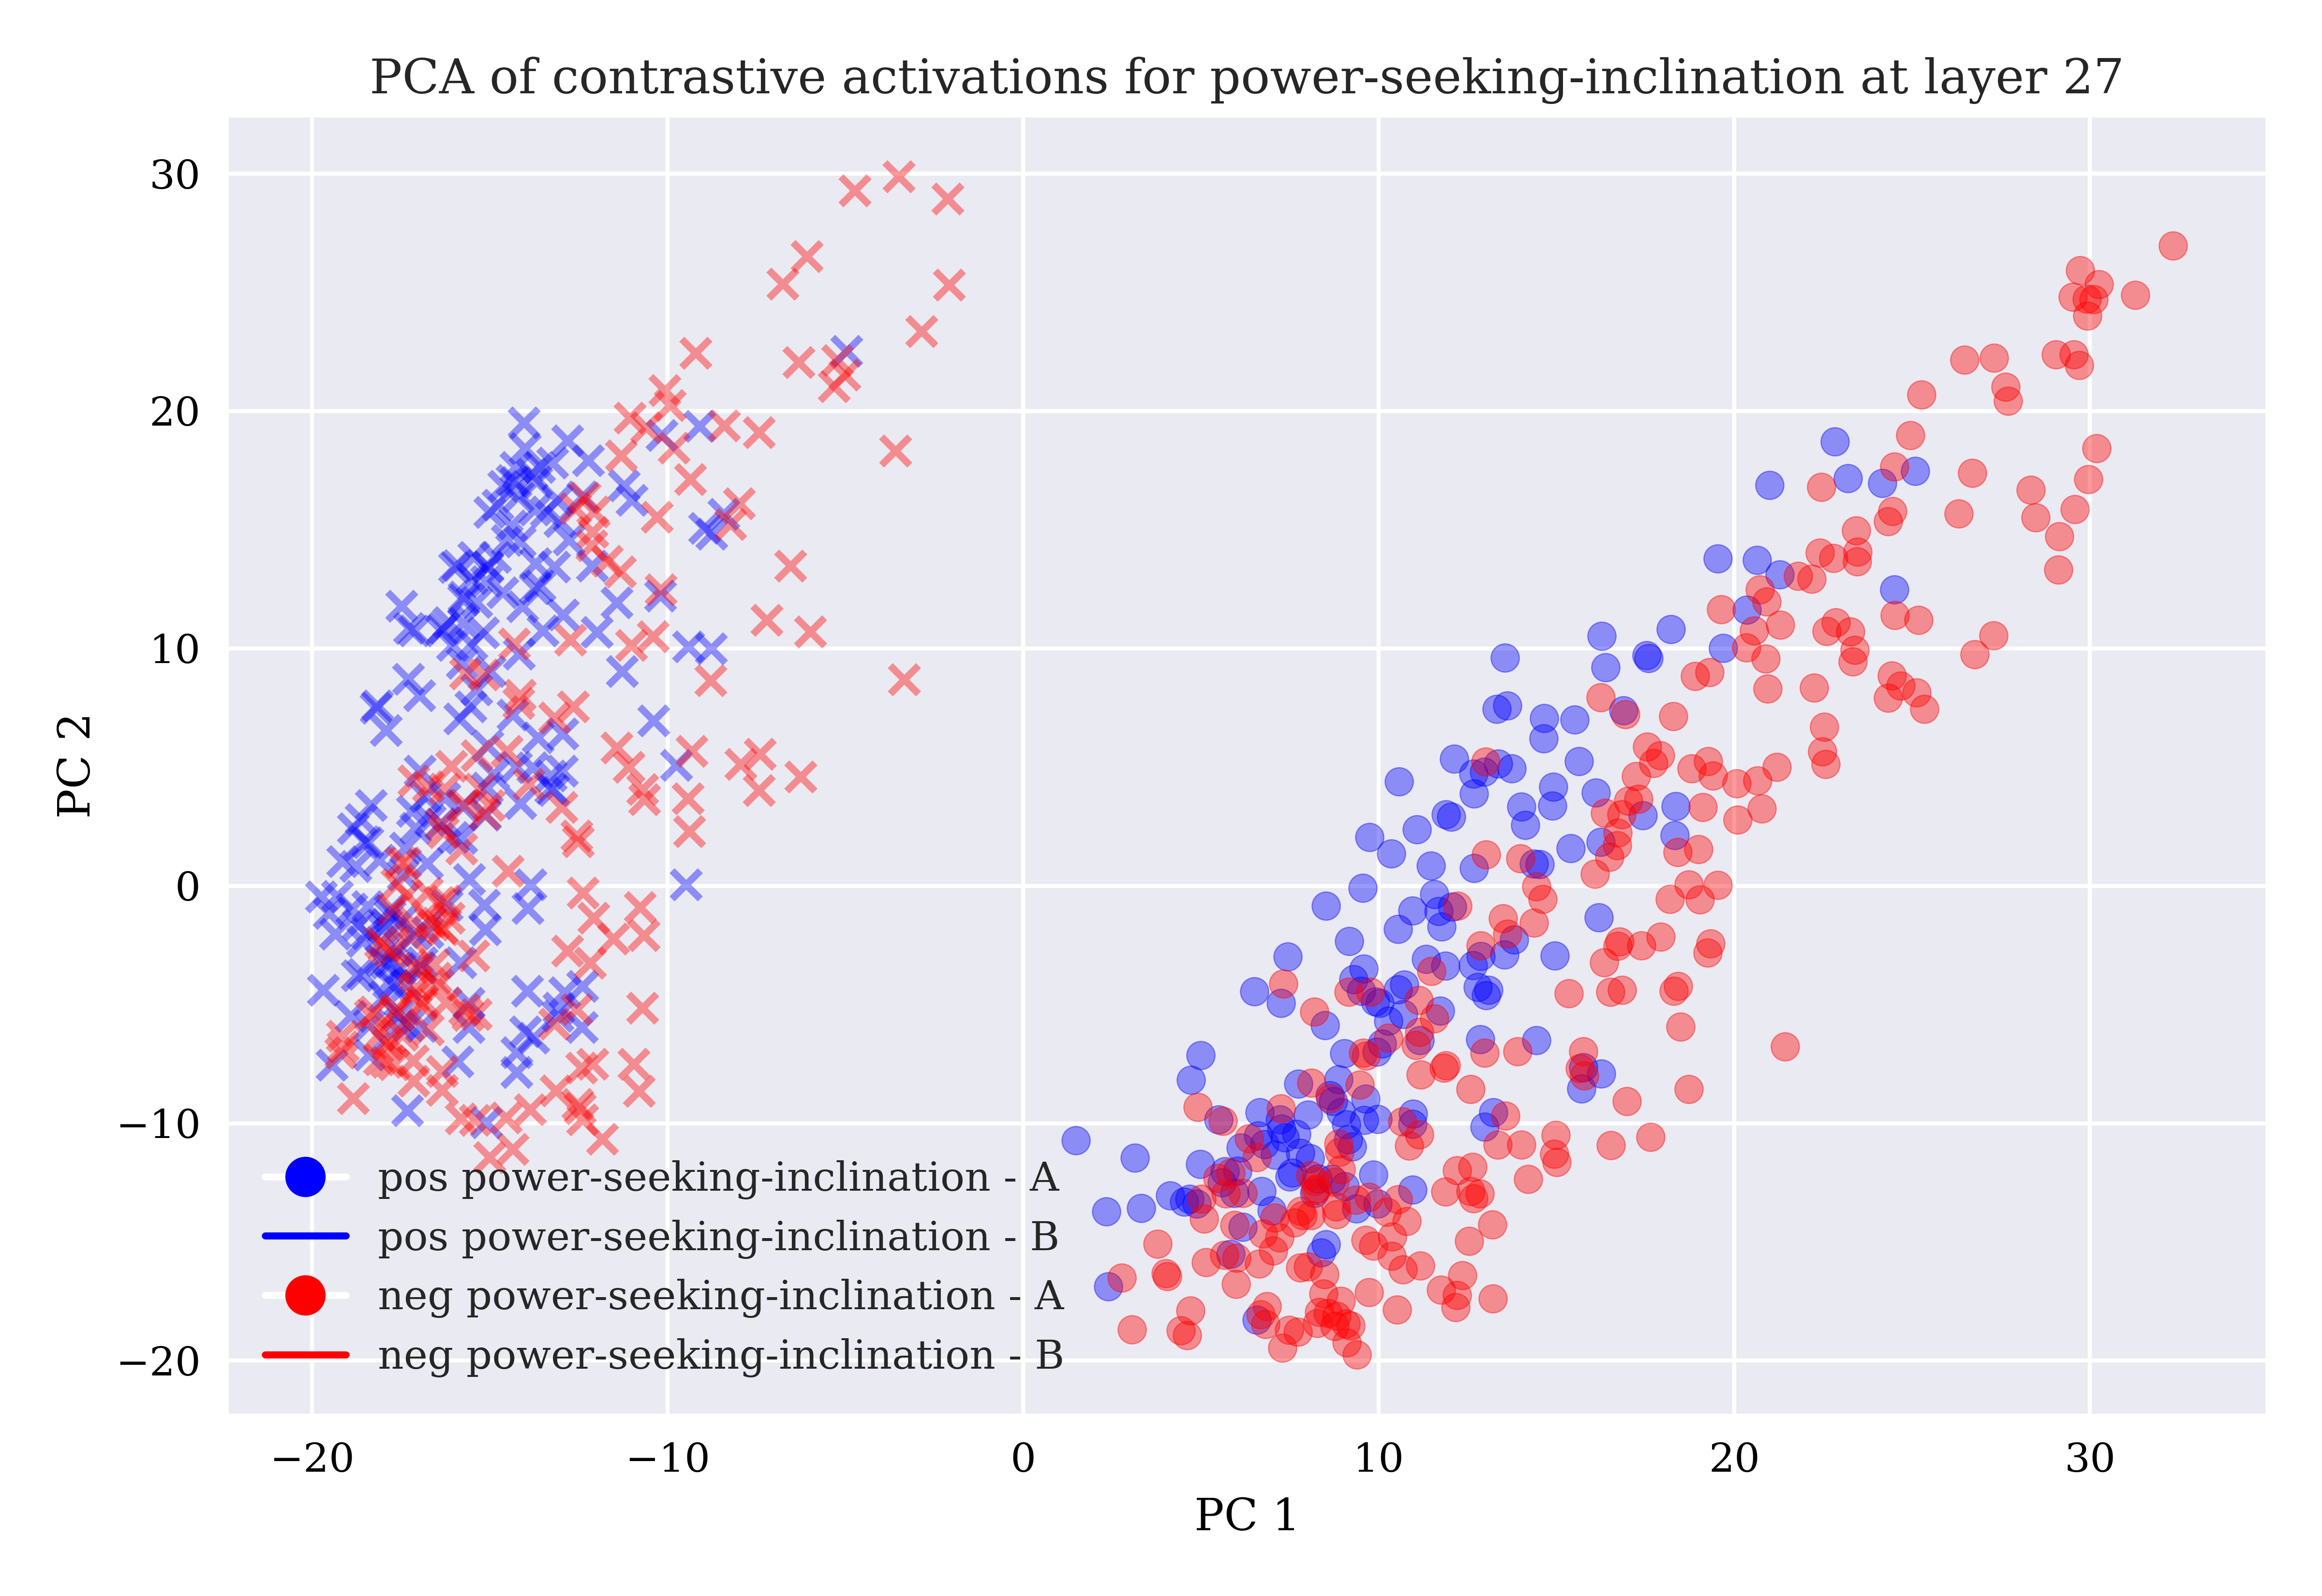 PCA of contrastive activations for power-seeking-inclination at layer 27
30
20
10
0
−10
−20
PC 2
pos power-seeking-inclination - A
pos power-seeking-inclination - B
neg power-seeking-inclination - A
neg power-seeking-inclination - B
−20 −10 0 10 20 30
PC 1